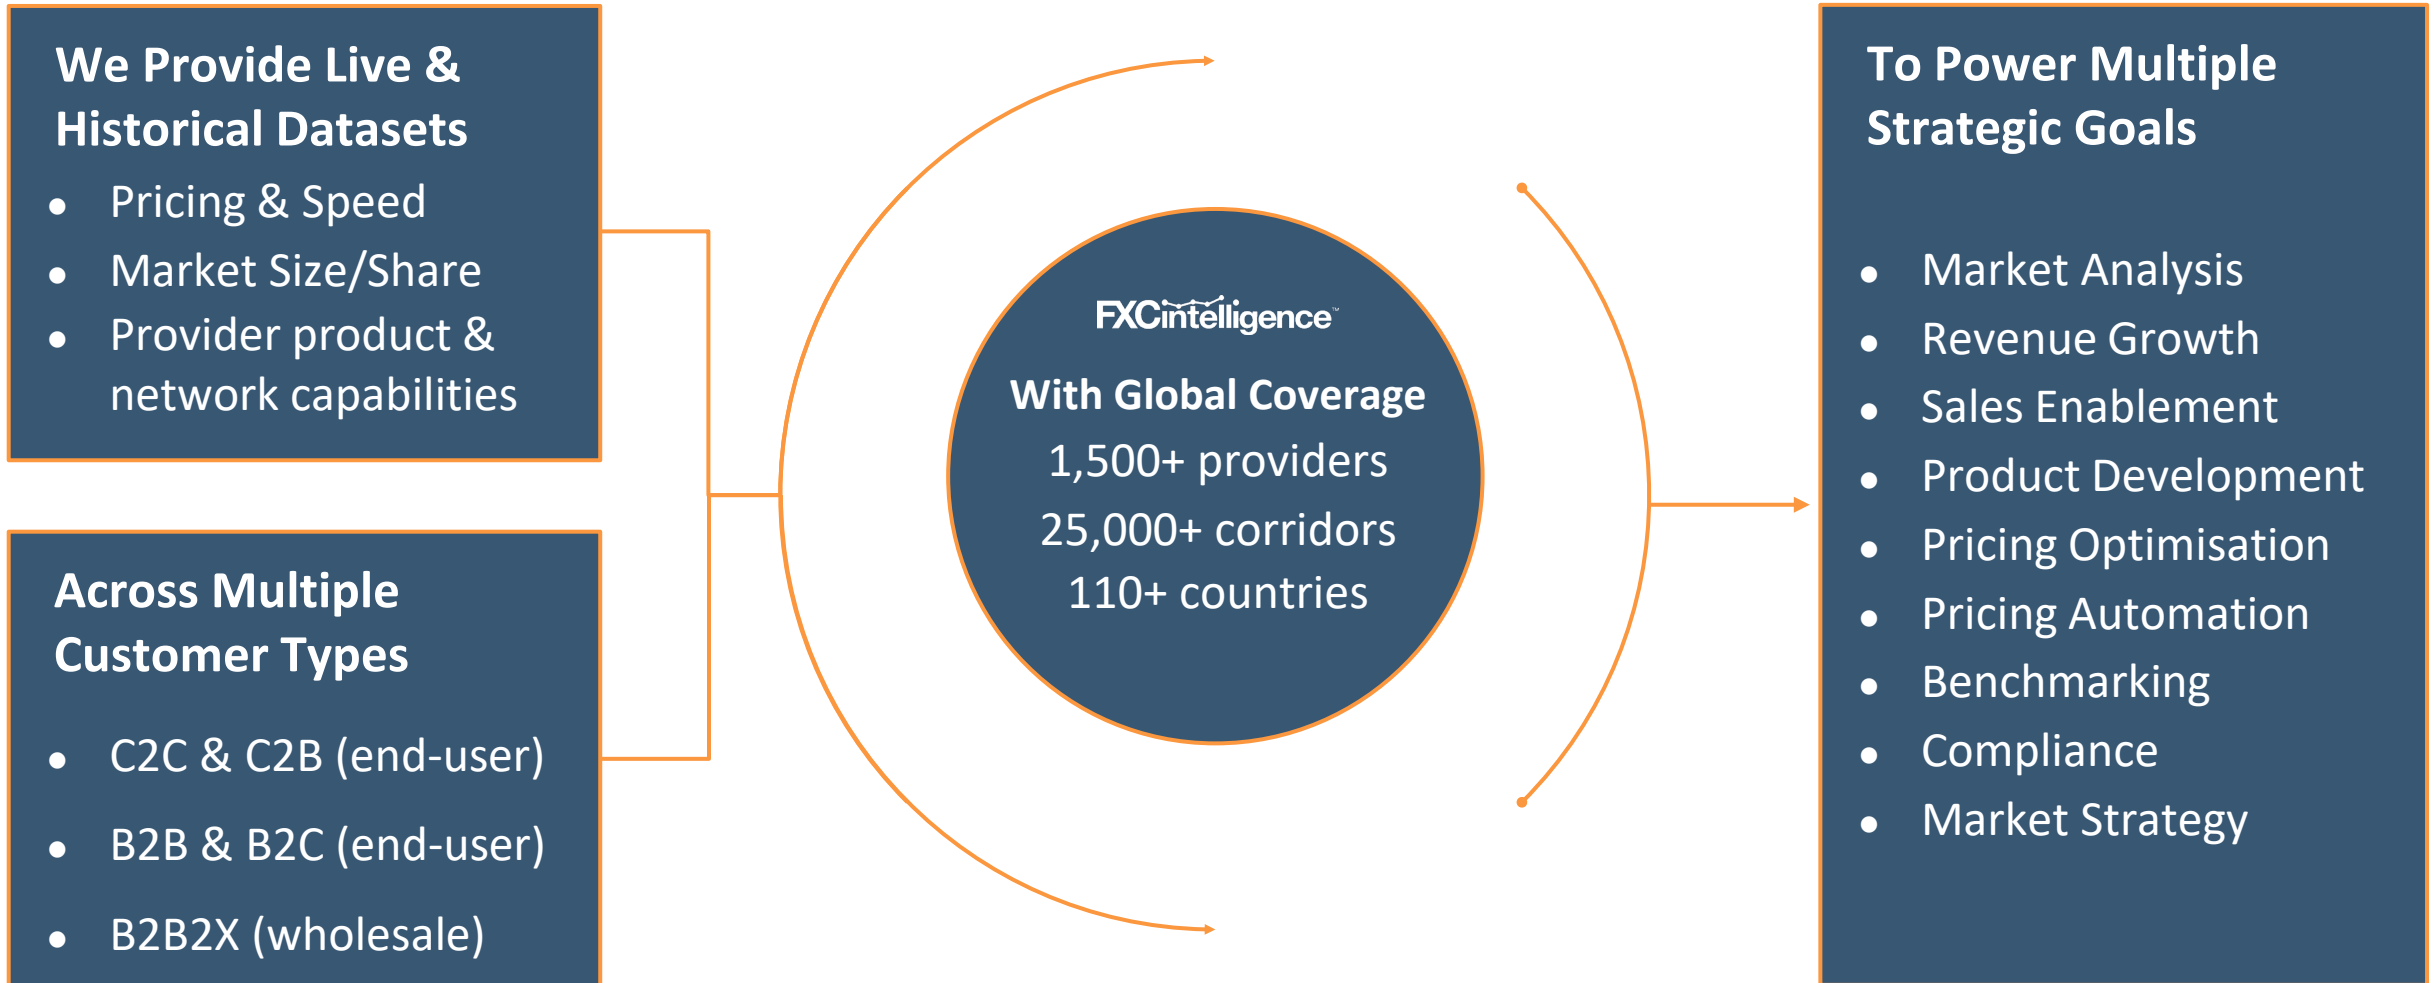 We Provide Live &
Historical Datasets
● Pricing & Speed
● Market Size/Share
● Provider product &
network capabilities
Across Multiple
Customer Types
● C2C & C2B (end-user)
● B2B & B2C (end-user)
● B2B2X (wholesale)
FXCintelligence™
With Global Coverage
1,500+ providers
25,000+ corridors
110+ countries
To Power Multiple
Strategic Goals
● Market Analysis
● Revenue Growth
● Sales Enablement
● Product Development
● Pricing Optimisation
● Pricing Automation
● Benchmarking
● Compliance
● Market Strategy